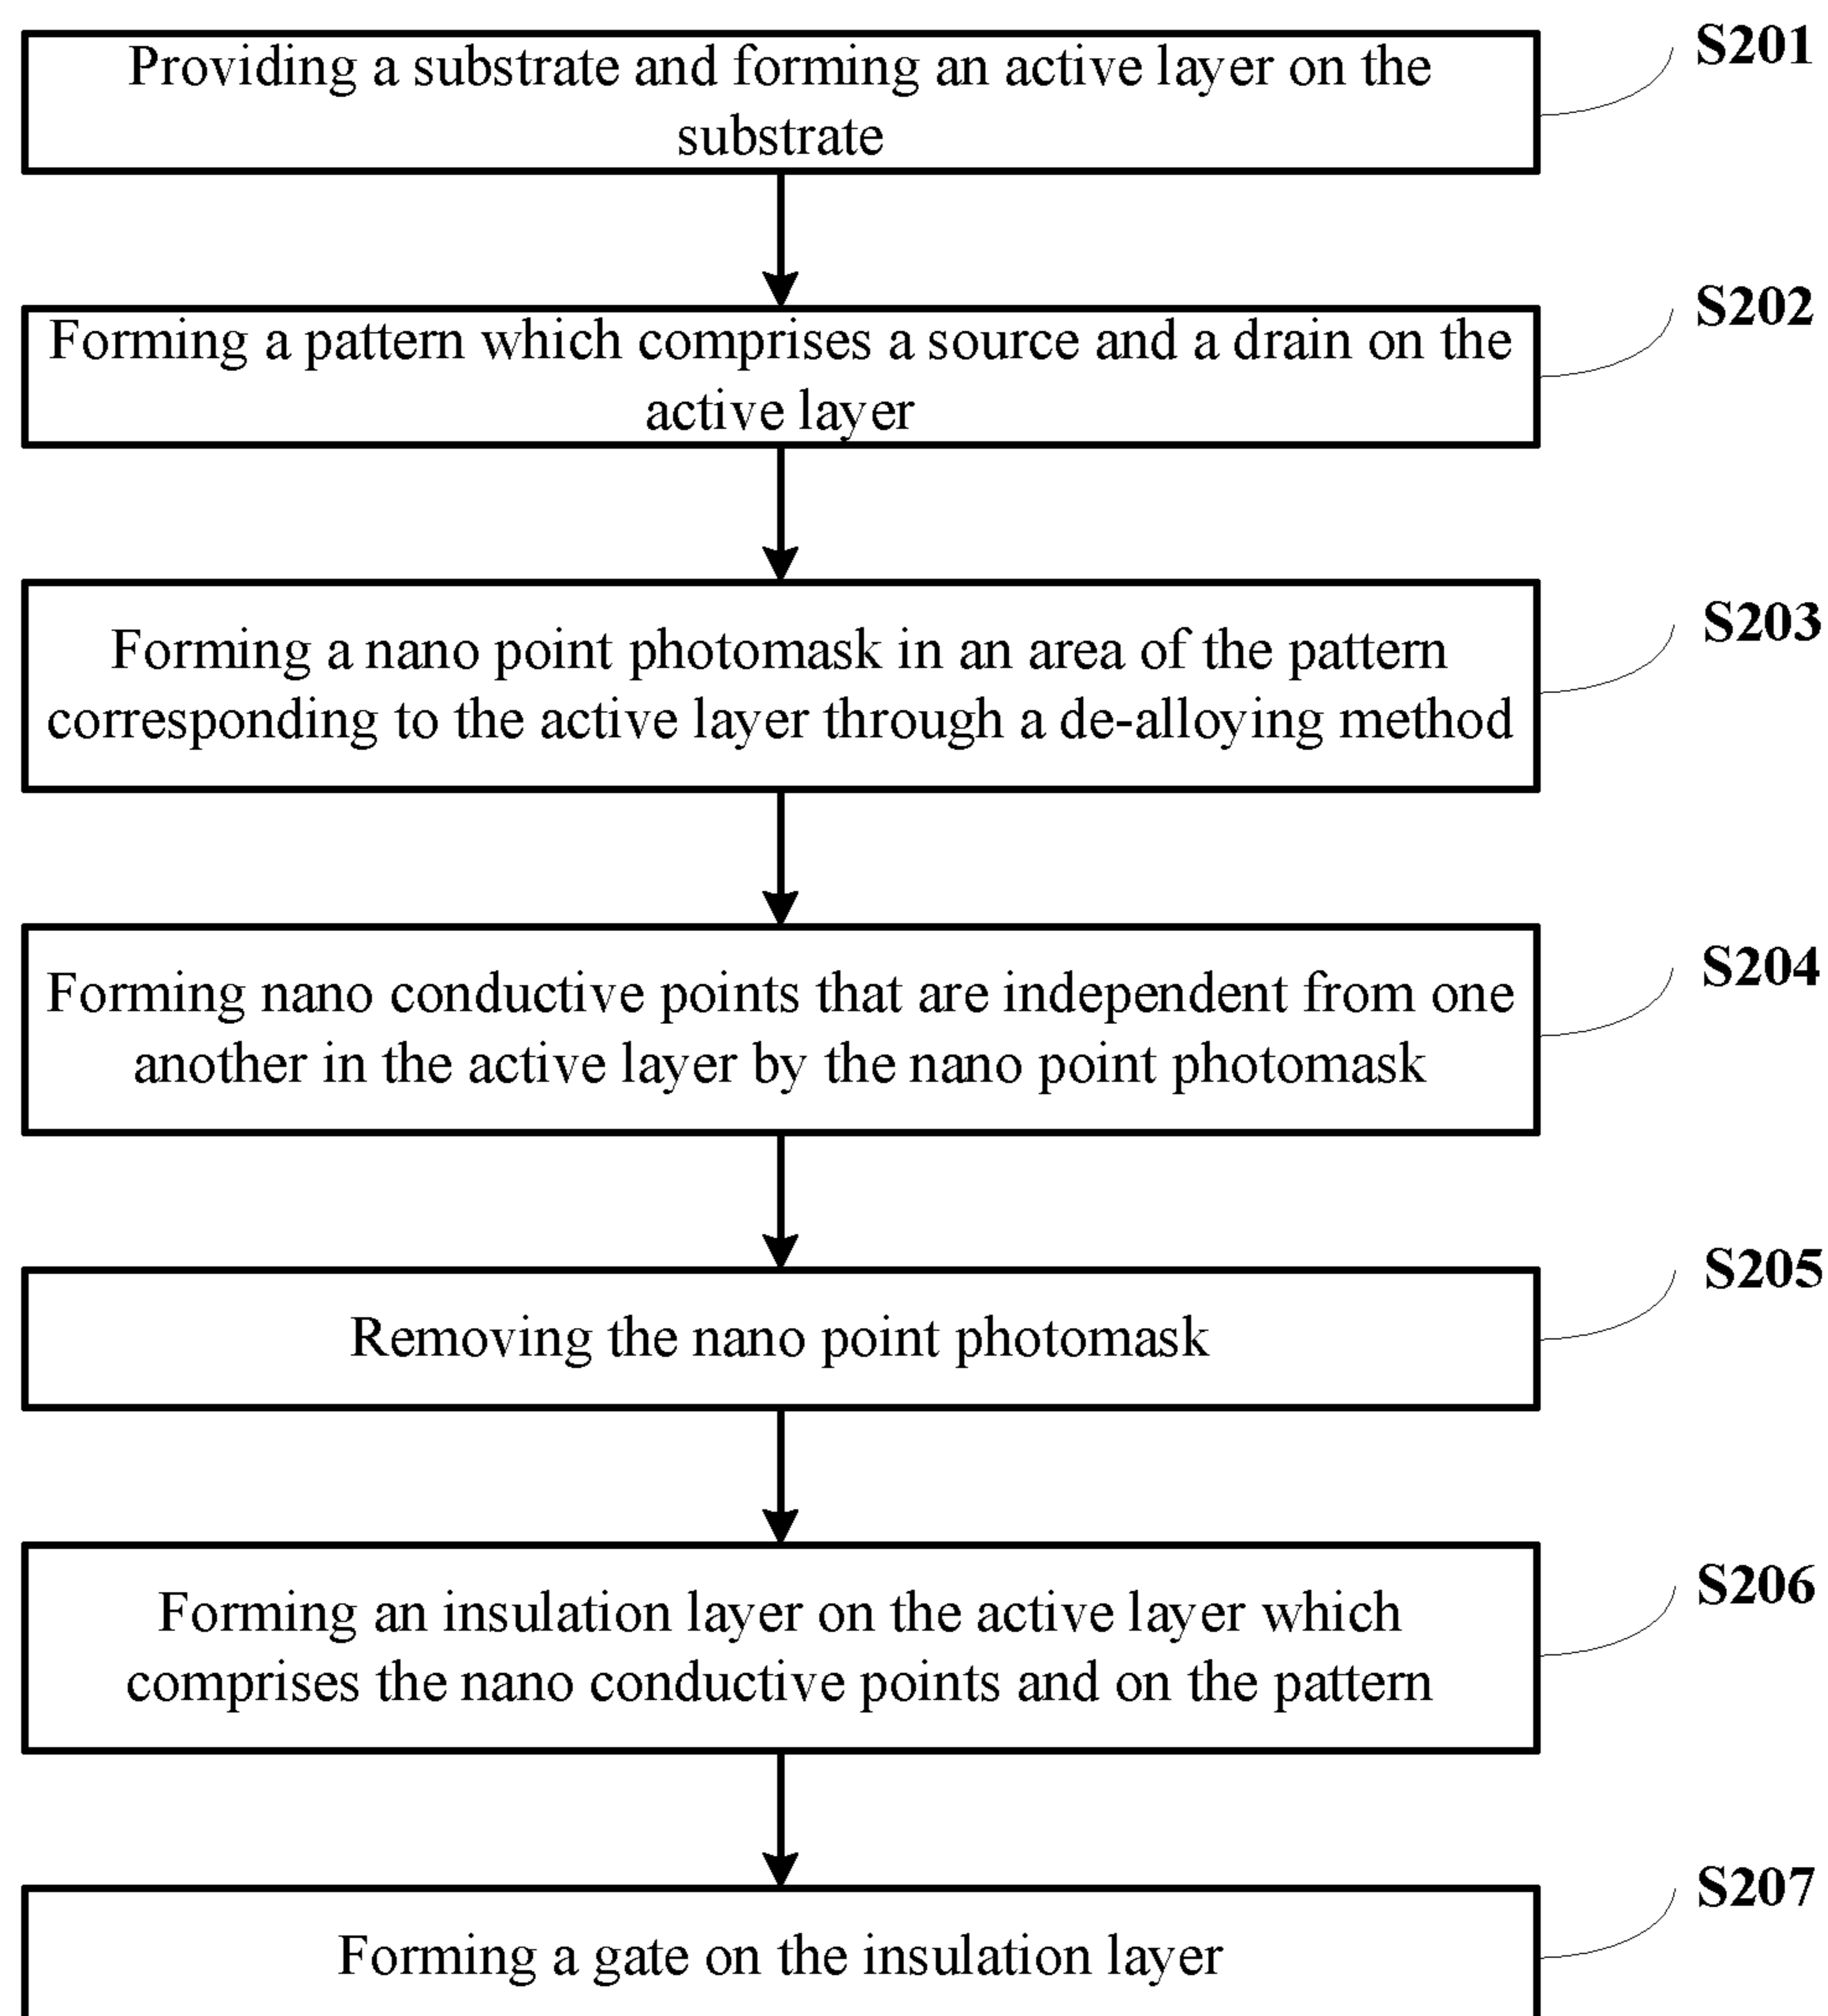 Providing a substrate and forming an active layer on the
substrate
S201
Forming a pattern which comprises a source and a drain on the
active layer
S202
Forming a nano point photomask in an area of the pattern
corresponding to the active layer through a de-alloying method
S203
Forming nano conductive points that are independent from one
another in the active layer by the nano point photomask
S204
Removing the nano point photomask
S205
Forming an insulation layer on the active layer which
comprises the nano conductive points and on the pattern
S206
Forming a gate on the insulation layer
S207